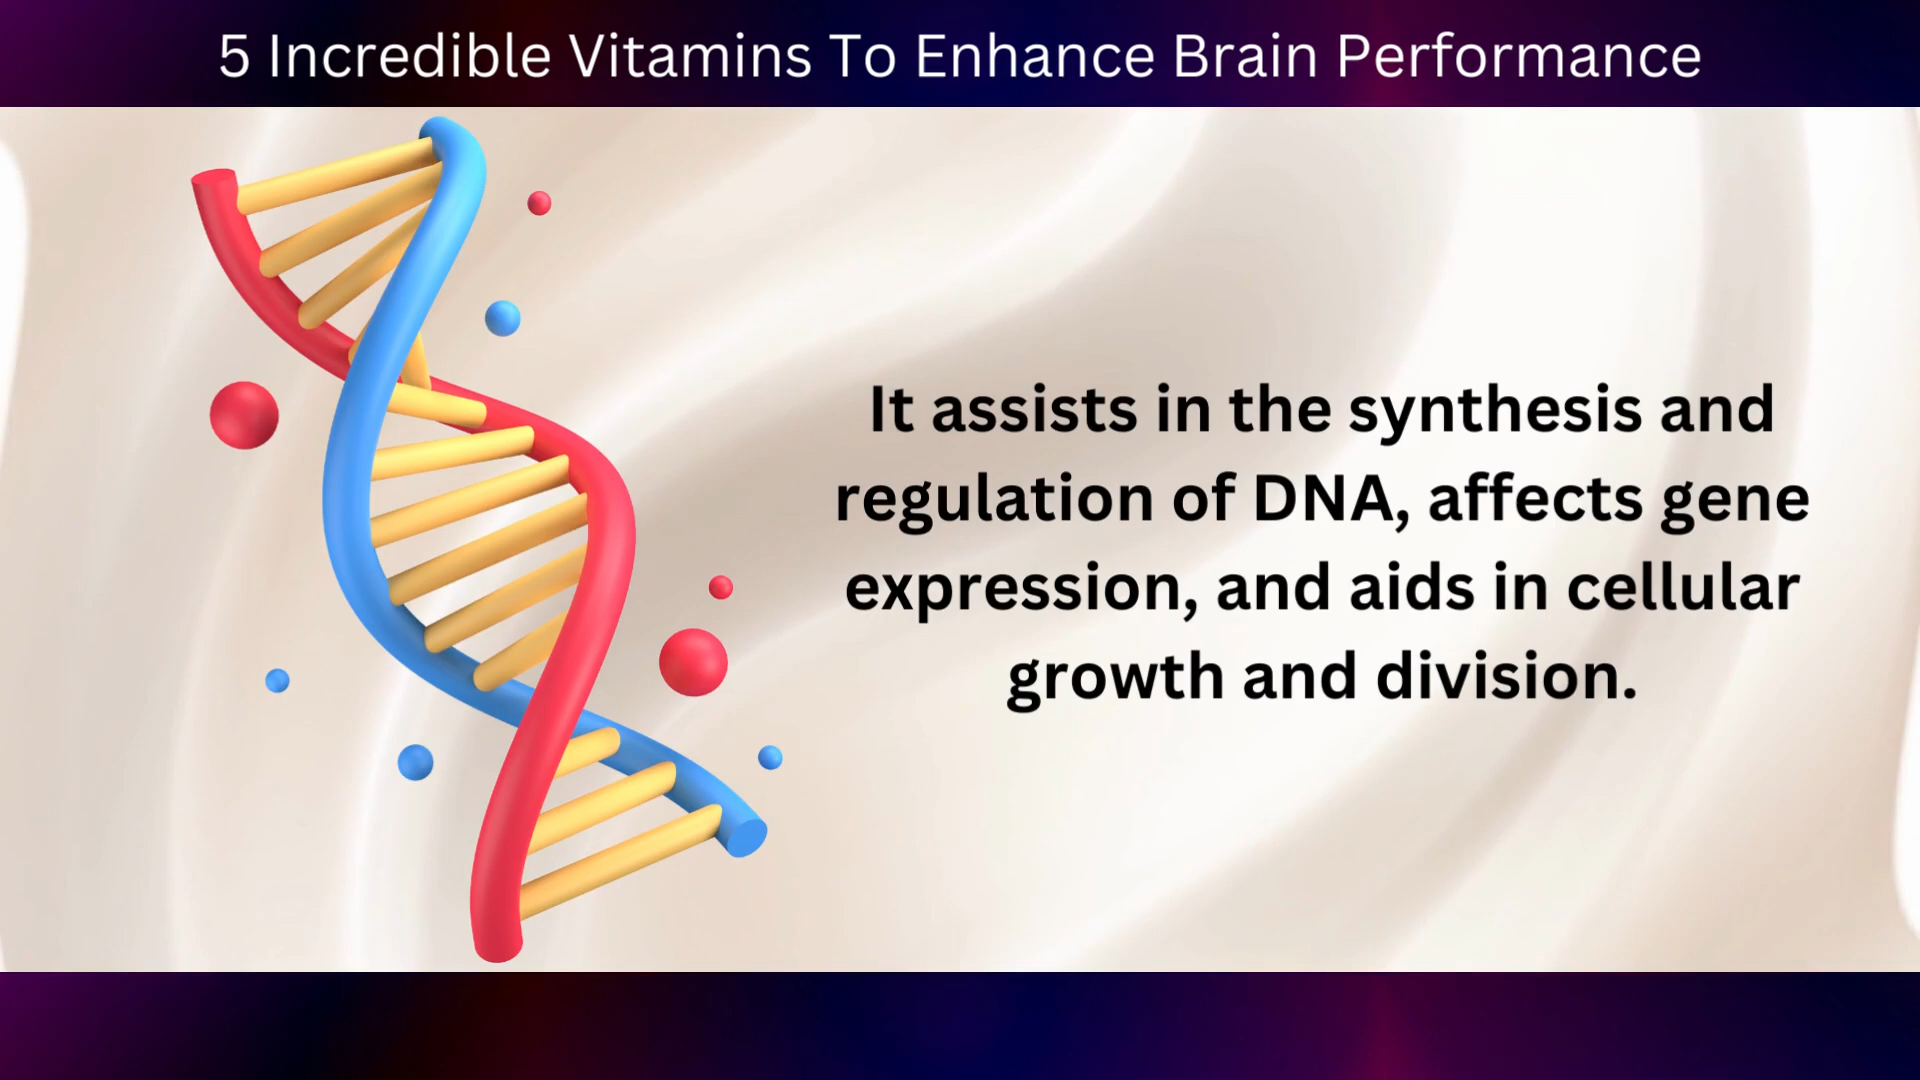 5 Incredible Vitamins To Enhance Brain Performance
It assists in the synthesis and
regulation of DNA, affects gene
expression, and aids in cellular
growth and division.